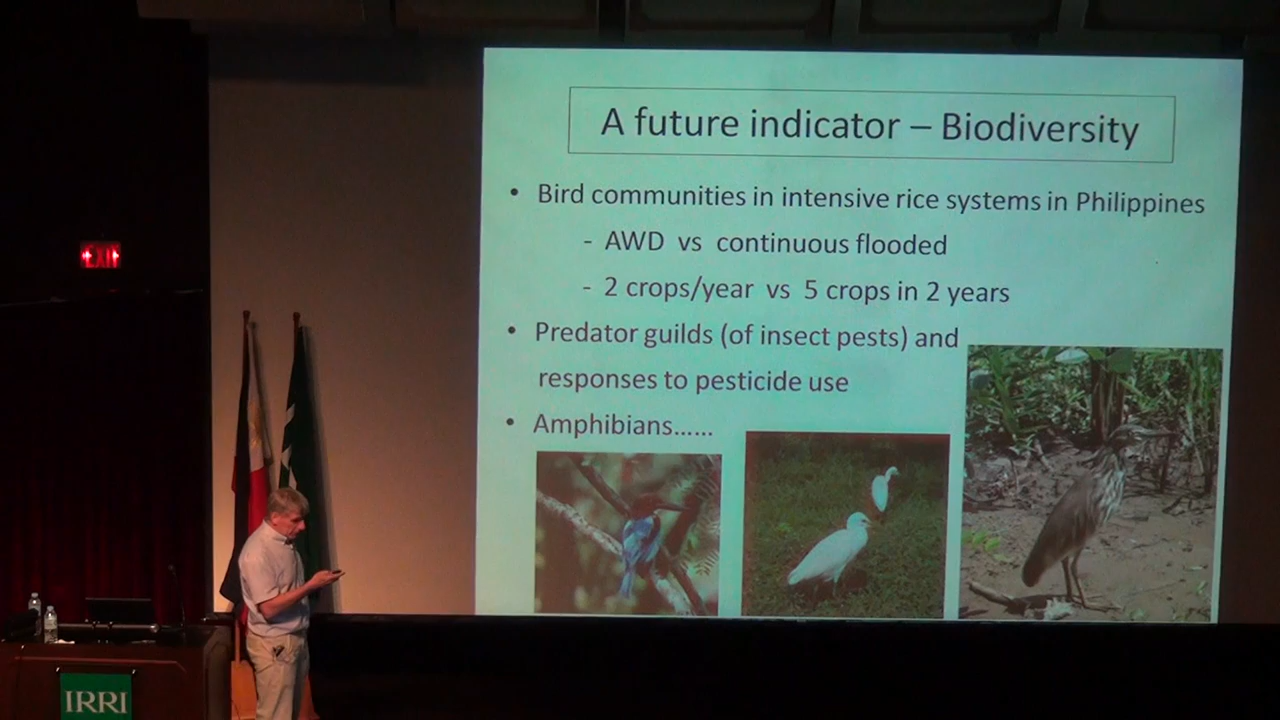 A future indicator – Biodiversity
• Bird communities in intensive rice systems in Philippines
- AWD vs continuous flooded
- 2 crops/year vs 5 crops in 2 years
• Predator guilds (of insect pests) and
responses to pesticide use
• Amphibians......
EXIT
IRRI